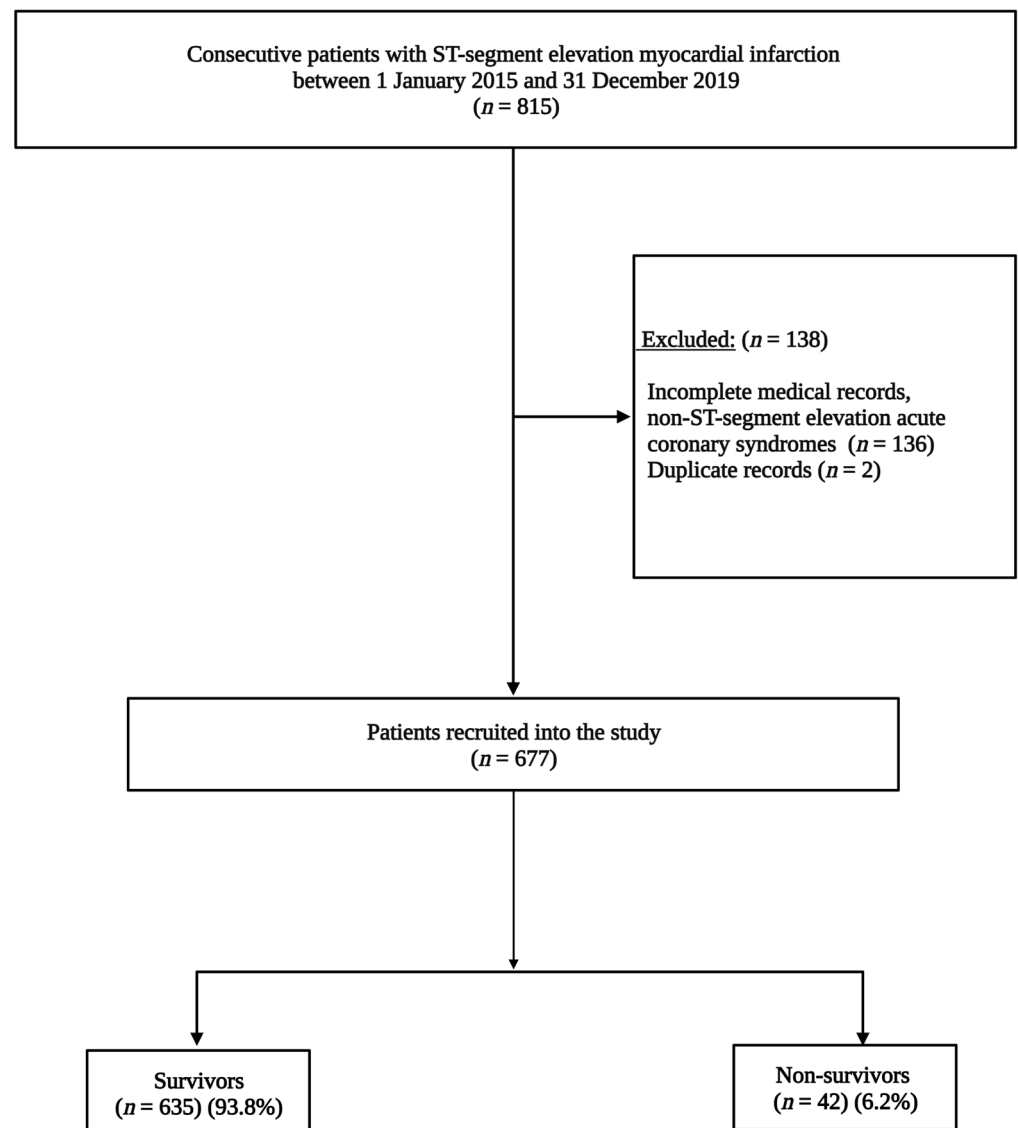 Consecutive patients with ST-segment elevation myocardial infarction
between 1 January 2015 and 31 December 2019
(n = 815)
Excluded: (n = 138)
Incomplete medical records,
non-ST-segment elevation acute
coronary syndromes (n = 136)
Duplicate records (n = 2)
Patients recruited into the study
(n = 677)
Survivors
(n = 635) (93.8%)
Non-survivors
(n = 42) (6.2%)